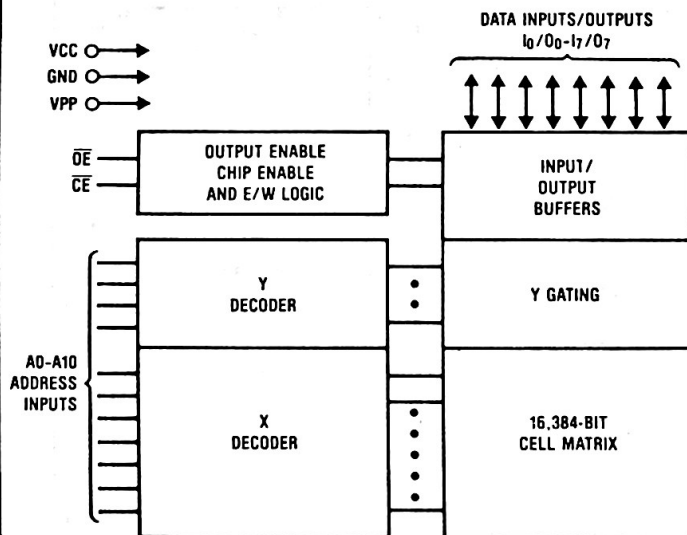 DATA INPUTS/OUTPUTS
I0/O0-I7/O7
VCC
GND
VPP
OE
CE
OUTPUT ENABLE
CHIP ENABLE
AND E/W LOGIC
INPUT/
OUTPUT
BUFFERS
Y
DECODER
Y GATING
A0-A10
ADDRESS
INPUTS
X
DECODER
16,384-BIT
CELL MATRIX